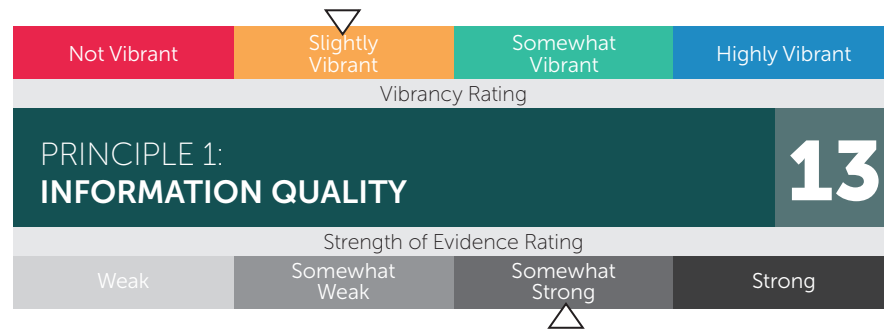 Not Vibrant
Slightly
Vibrant
Somewhat
Vibrant
Highly Vibrant
Vibrancy Rating
PRINCIPLE 1:
INFORMATION QUALITY
13
Strength of Evidence Rating
Weak
Somewhat
Weak
Somewhat
Strong
Strong